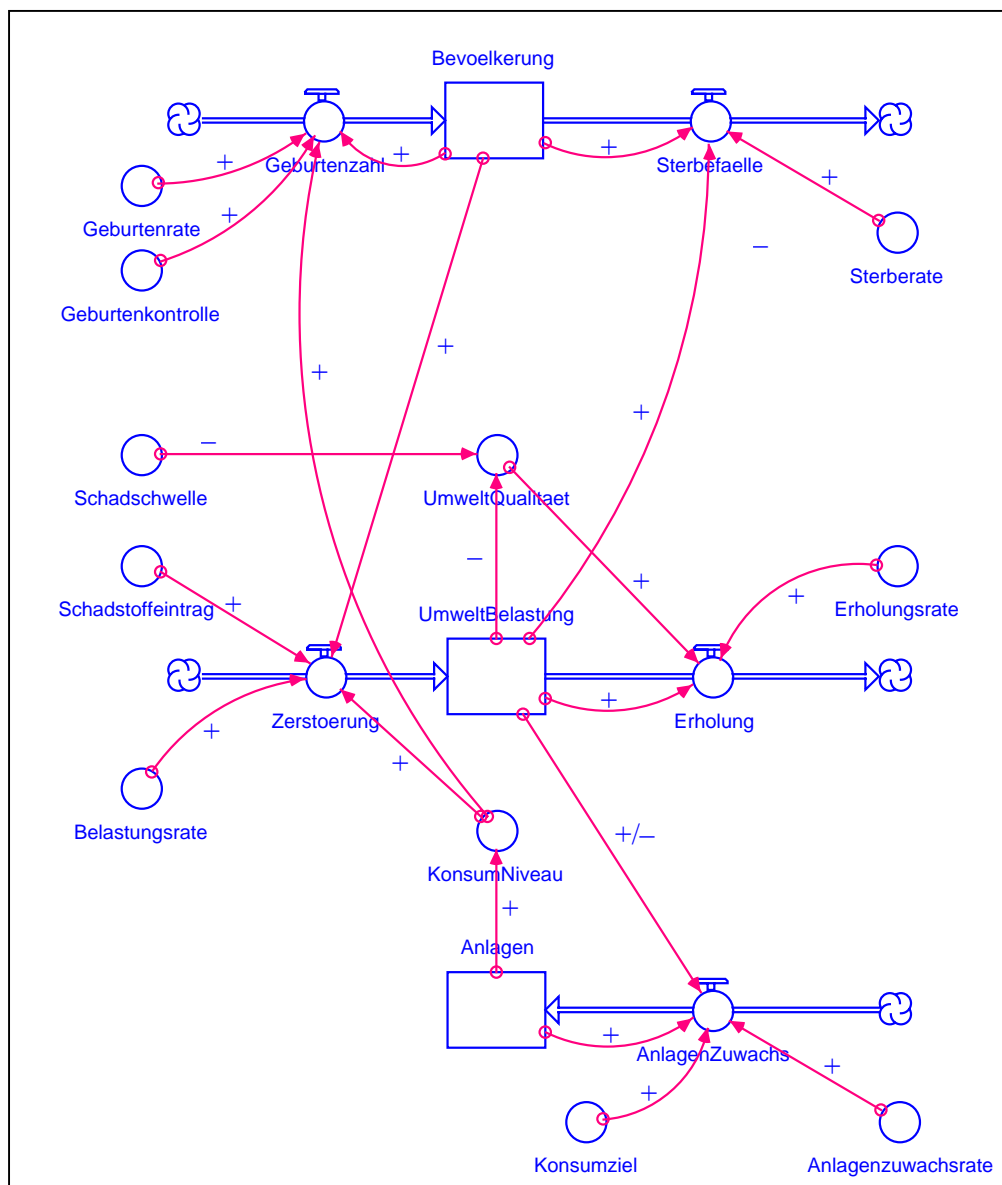 Bevoelkerung
+
Geburtenzahl
+
+
Sterbefaelle
+
Geburtenrate
+
−
Sterberate
Geburtenkontrolle
+
+
+
−
Schadschwelle
UmweltQualitaet
−
+
Schadstoffeintrag
+
UmweltBelastung
+
Erholungsrate
Zerstoerung
+
Erholung
+
+
Belastungsrate
+/−
KonsumNiveau
+
Anlagen
+
AnlagenZuwachs
+
+
Konsumziel
Anlagenzuwachsrate